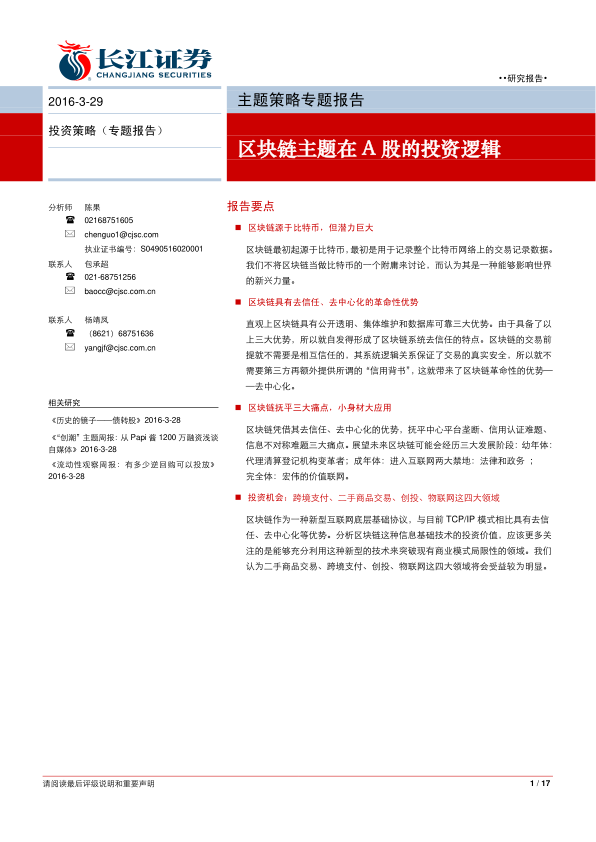 长江证券
CHANGJIANG SECURITIES
••研究报告•
2016-3-29
主题策略专题报告
投资策略（专题报告）
区块链主题在 A 股的投资逻辑
分析师 陈果
02168751605
chenguo1@cjsc.com
执业证书编号：S0490516020001
联系人 包承超
021-68751256
baocc@cjsc.com.cn
联系人 杨靖凤
（8621）68751636
yangjf@cjsc.com.cn
相关研究
《历史的镜子——债转股》2016-3-28
《“创潮”主题周报：从 Papi 酱 1200 万融资浅谈
自媒体》2016-3-28
《流动性观察周报：有多少逆回购可以投放》
2016-3-28
报告要点
■ 区块链源于比特币，但潜力巨大
区块链最初起源于比特币，最初是用于记录整个比特币网络上的交易记录数据。
我们不将区块链当做比特币的一个附庸来讨论，而认为其是一种能够影响世界
的新兴力量。
■ 区块链具有去信任、去中心化的革命性优势
直观上区块链具有公开透明、集体维护和数据库可靠三大优势。由于具备了以
上三大优势，所以就自发得形成了区块链系统去信任的特点。区块链的交易前
提就不需要是相互信任的，其系统逻辑关系保证了交易的真实安全，所以就不
需要第三方再额外提供所谓的“信用背书”，这就带来了区块链革命性的优势—
—去中心化。
■ 区块链抚平三大痛点，小身材大应用
区块链凭借其去信任、去中心化的优势，抚平中心平台垄断、信用认证难题、
信息不对称难题三大痛点。展望未来区块链可能会经历三大发展阶段：幼年体：
代理清算登记机构变革者；成年体：进入互联网两大禁地：法律和政务 ；
完全体：宏伟的价值联网。
■ 投资机会：跨境支付、二手商品交易、创投、物联网这四大领域
区块链作为一种新型互联网底层基础协议，与目前 TCP/IP 模式相比具有去信
任、去中心化等优势。分析区块链这种信息基础技术的投资价值，应该更多关
注的是能够充分利用这种新型的技术来突破现有商业模式局限性的领域。我们
认为二手商品交易、跨境支付、创投、物联网这四大领域将会受益较为明显。
请阅读最后评级说明和重要声明
1 / 17